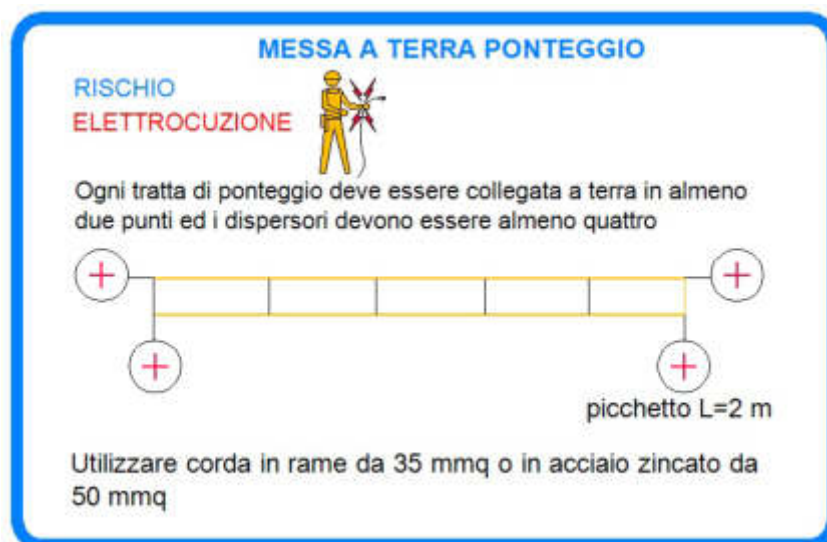 MESSA A TERRA PONTEGGIO
RISCHIO
ELETTROCUZIONE
Ogni tratta di ponteggio deve essere collegata a terra in almeno
due punti ed i dispersori devono essere almeno quattro
picchetto L=2 m
Utilizzare corda in rame da 35 mmq o in acciaio zincato da
50 mmq